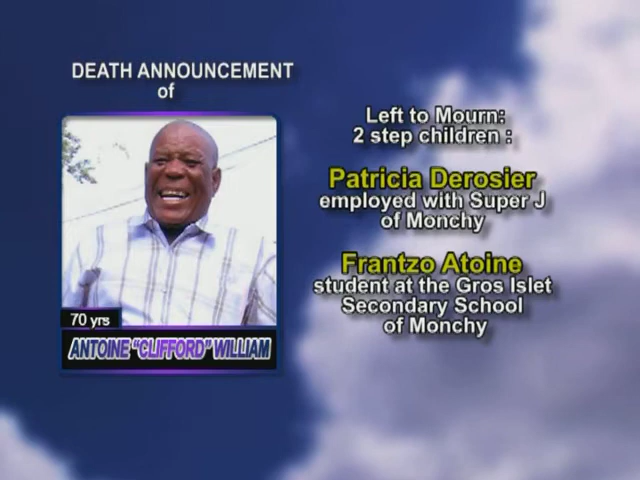 DEATH ANNOUNCEMENT
of
70 yrs
ANTOINE "CLIFFORD" WILLIAM
Left to Mourn:
2 step children :
Patricia Derosier
employed with Super J
of Monchy
Frantzo Atoine
student at the Gros Islet
Secondary School
of Monchy